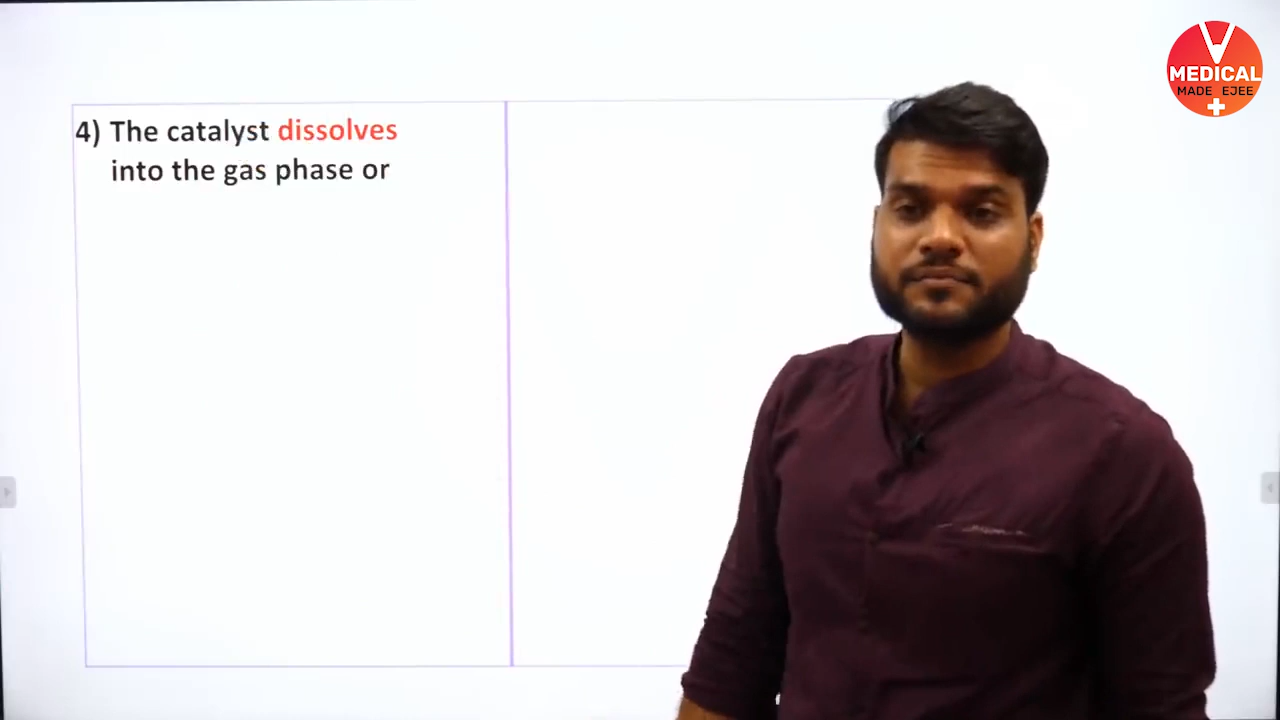 4) The catalyst dissolves
into the gas phase or
V
MEDICAL
MADE EJEE